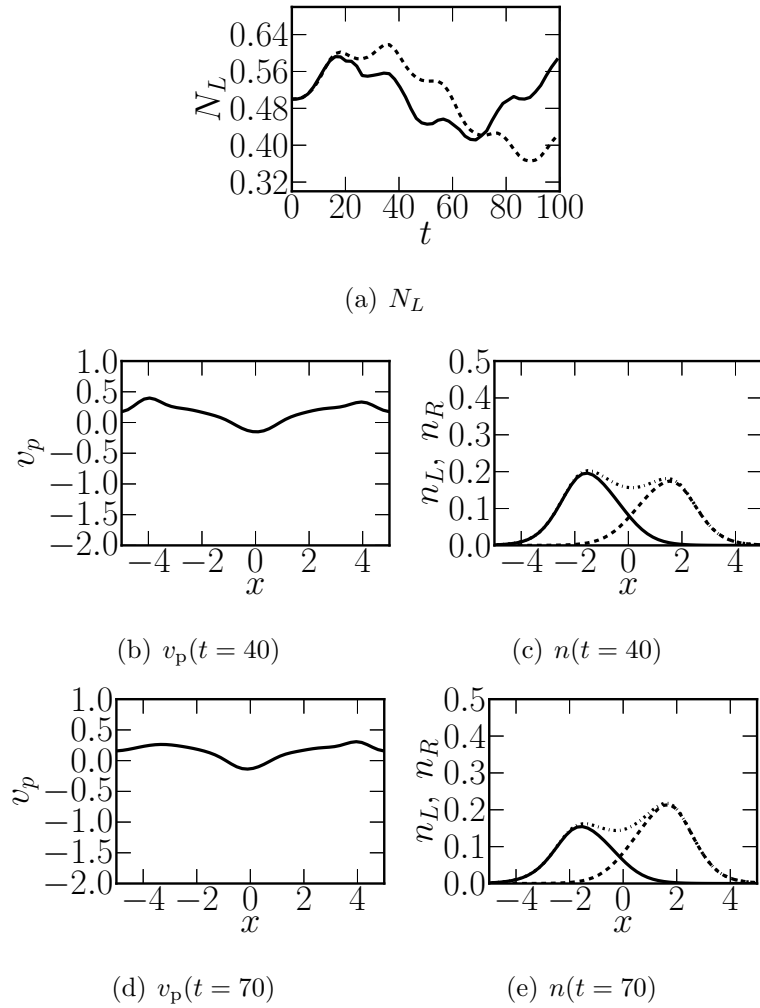 0.64
0.56
0.48
0.40
0.32
N_L
0 20 40 60 80 100
t
(a) N_L
1.0
0.5
0.0
−0.5
−1.0
−1.5
−2.0
v_p
−4 −2 0 2 4
x
0.5
0.4
0.3
0.2
0.1
0.0
n_L, n_R
−4 −2 0 2 4
x
(b) v_p(t = 40)
(c) n(t = 40)
1.0
0.5
0.0
−0.5
−1.0
−1.5
−2.0
v_p
−4 −2 0 2 4
x
0.5
0.4
0.3
0.2
0.1
0.0
n_L, n_R
−4 −2 0 2 4
x
(d) v_p(t = 70)
(e) n(t = 70)